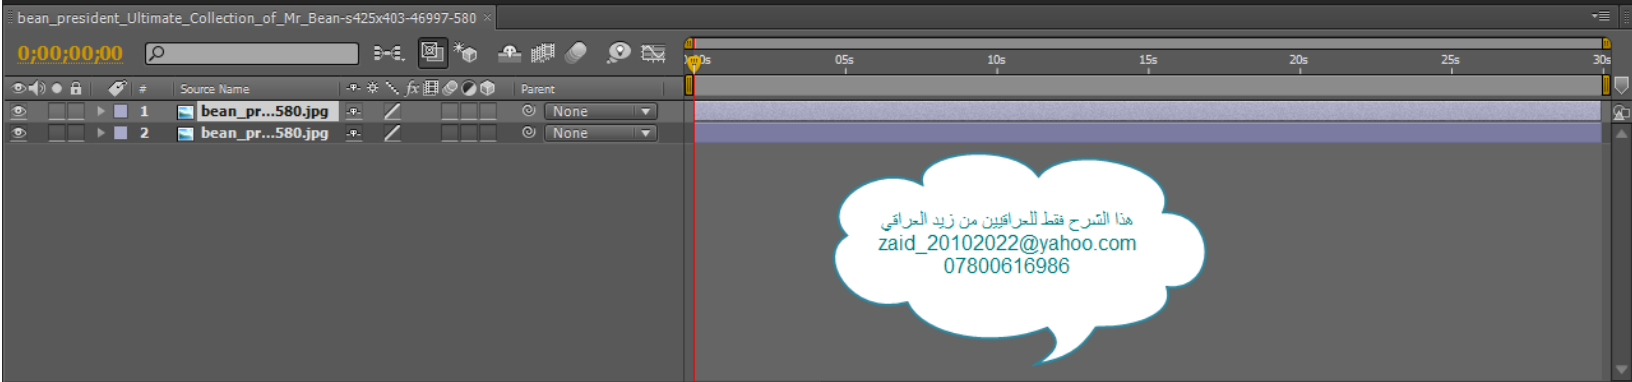 bean_president_Ultimate_Collection_of_Mr_Bean-s425x403-46997-580 ×
0;00;00;00
00s 05s 10s 15s 20s 25s 30s
# Source Name fx Parent
1 bean_pr...580.jpg None
2 bean_pr...580.jpg None
هذا الشرح فقط للعراقيين من زيد العراقي
zaid_20102022@yahoo.com
07800616986